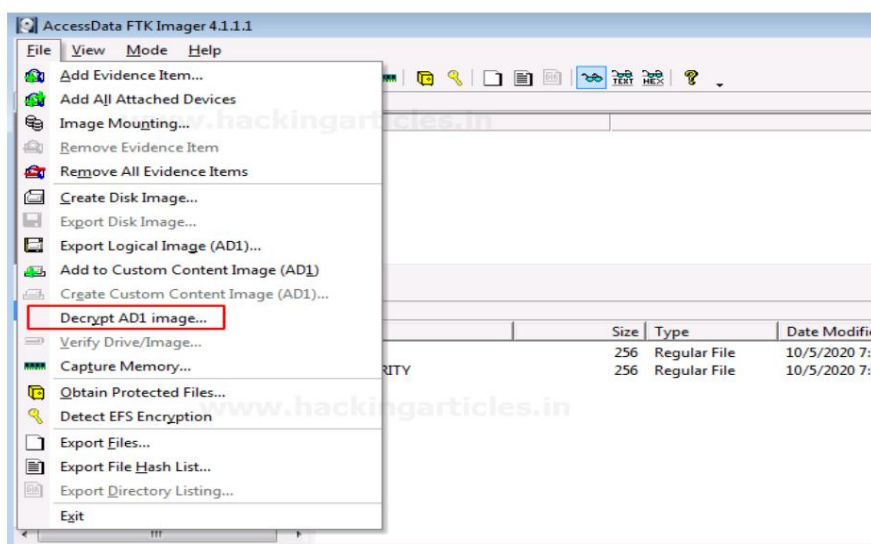 AccessData FTK Imager 4.1.1.1
File View Mode Help
Add Evidence Item...
Add All Attached Devices
Image Mounting...
Remove Evidence Item
Remove All Evidence Items
Create Disk Image...
Export Disk Image...
Export Logical Image (AD1)...
Add to Custom Content Image (AD1)
Create Custom Content Image (AD1)...
Decrypt AD1 image...
Verify Drive/Image...
Capture Memory...
Obtain Protected Files...
Detect EFS Encryption
Export Files...
Export File Hash List...
Export Directory Listing...
Exit
TEXT HEX
Size Type Date Modifi
256 Regular File 10/5/2020 7:
RITY 256 Regular File 10/5/2020 7:
www.hackingarticles.in
www.hackingarticles.in